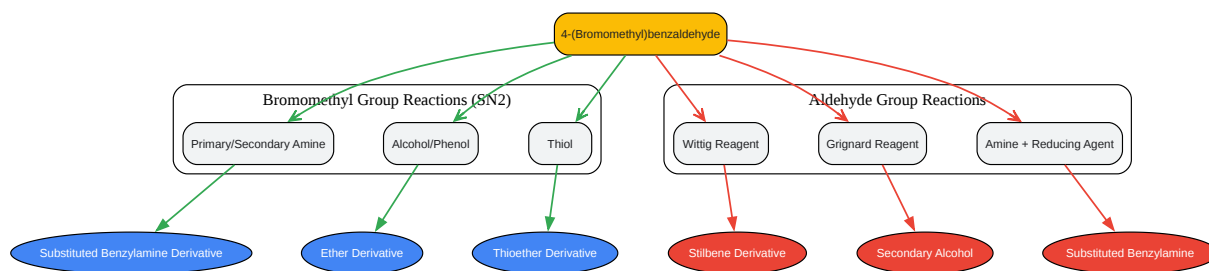 4-(Bromomethyl)benzaldehyde
Bromomethyl Group Reactions (SN2)
Aldehyde Group Reactions
Primary/Secondary Amine
Alcohol/Phenol
Thiol
Wittig Reagent
Grignard Reagent
Amine + Reducing Agent
Substituted Benzylamine Derivative
Ether Derivative
Thioether Derivative
Stilbene Derivative
Secondary Alcohol
Substituted Benzylamine